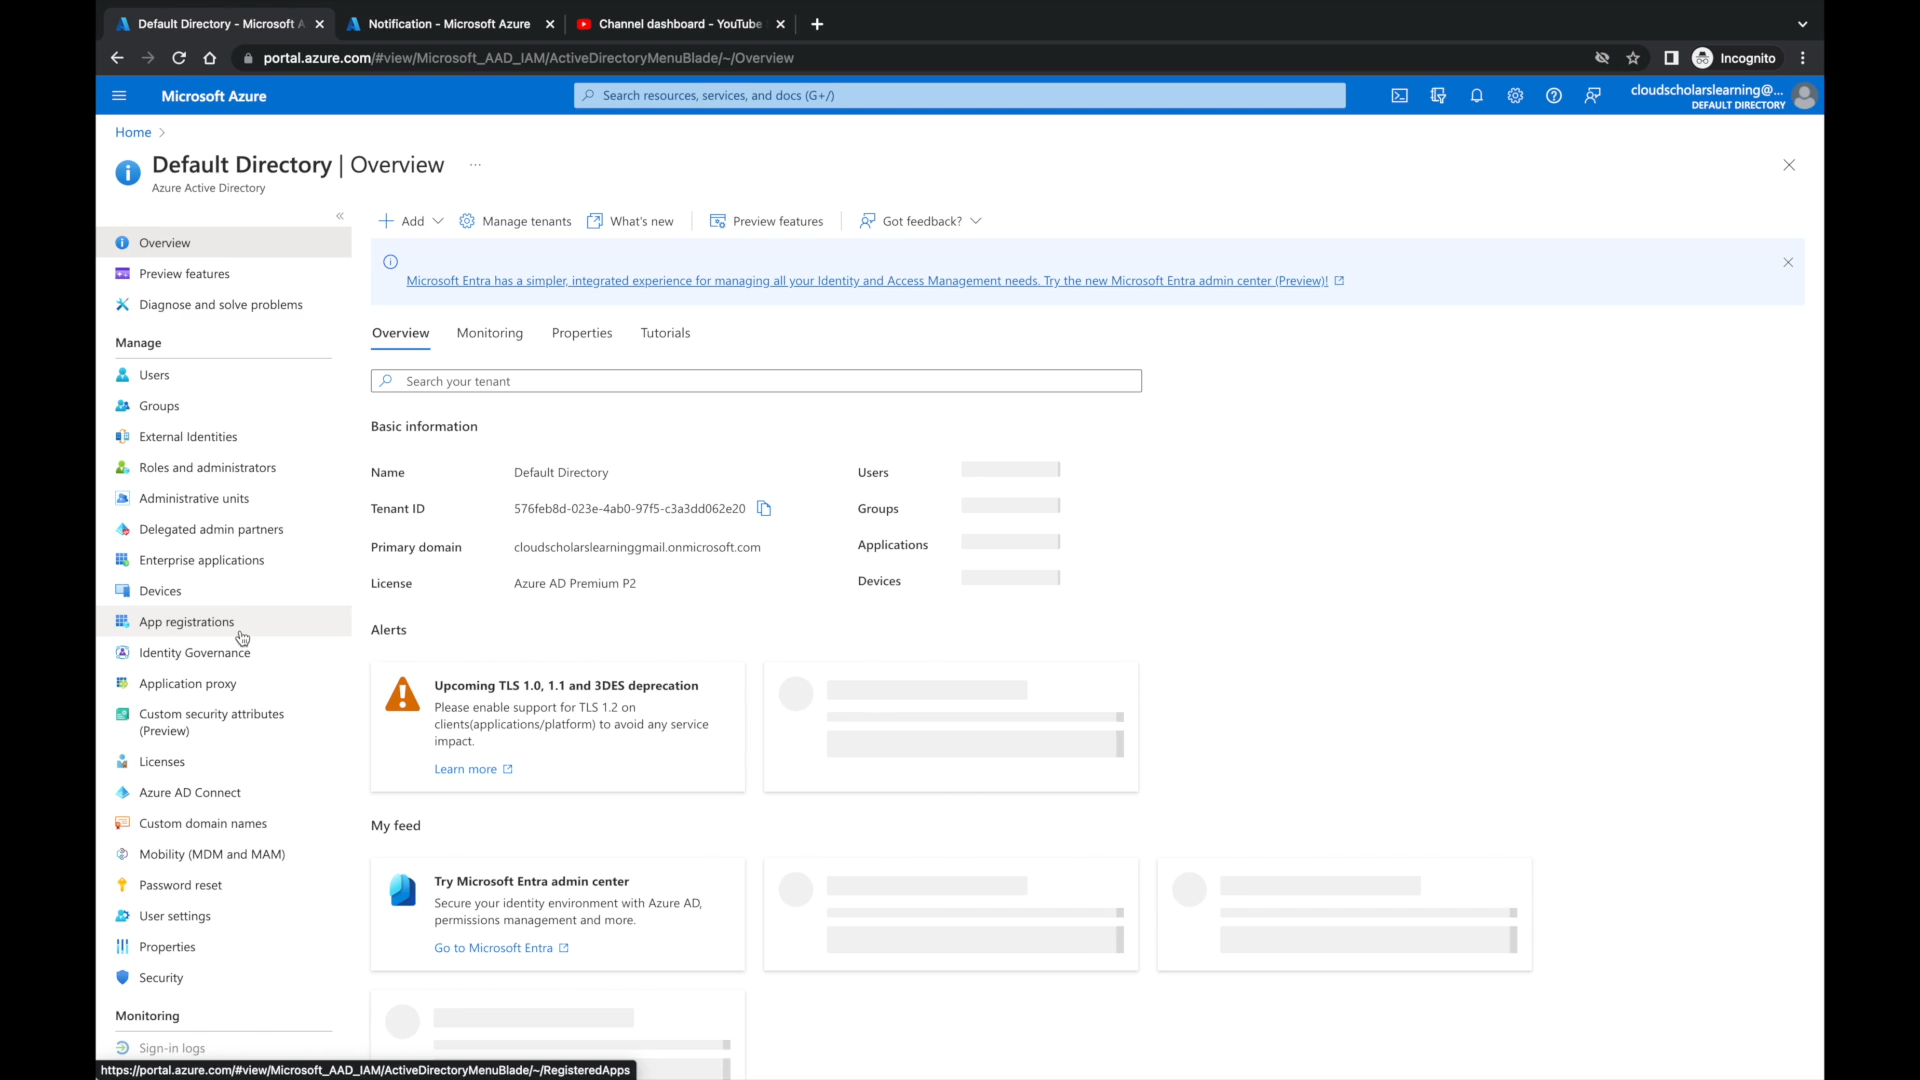 Default Directory - Microsoft A
Notification - Microsoft Azure
Channel dashboard - YouTube
portal.azure.com/#view/Microsoft_AAD_IAM/ActiveDirectoryMenuBlade/~/Overview
Incognito
Microsoft Azure
Search resources, services, and docs (G+/)
cloudscholarslearning@...
DEFAULT DIRECTORY
Home
Default Directory | Overview
...
Azure Active Directory
Overview
Preview features
Diagnose and solve problems
Manage
Users
Groups
External Identities
Roles and administrators
Administrative units
Delegated admin partners
Enterprise applications
Devices
App registrations
Identity Governance
Application proxy
Custom security attributes
(Preview)
Licenses
Azure AD Connect
Custom domain names
Mobility (MDM and MAM)
Password reset
User settings
Properties
Security
Monitoring
Sign-in logs
https://portal.azure.com/#view/Microsoft_AAD_IAM/ActiveDirectoryMenuBlade/~/RegisteredApps
Add
Manage tenants
What's new
Preview features
Got feedback?
Microsoft Entra has a simpler, integrated experience for managing all your Identity and Access Management needs. Try the new Microsoft Entra admin center (Preview)!
Overview
Monitoring
Properties
Tutorials
Search your tenant
Basic information
Name Default Directory Users
Tenant ID 576feb8d-023e-4ab0-97f5-c3a3dd062e20 Groups
Primary domain cloudscholarslearninggmail.onmicrosoft.com Applications
License Azure AD Premium P2 Devices
Alerts
Upcoming TLS 1.0, 1.1 and 3DES deprecation
Please enable support for TLS 1.2 on
clients(applications/platform) to avoid any service
impact.
Learn more
My feed
Try Microsoft Entra admin center
Secure your identity environment with Azure AD,
permissions management and more.
Go to Microsoft Entra